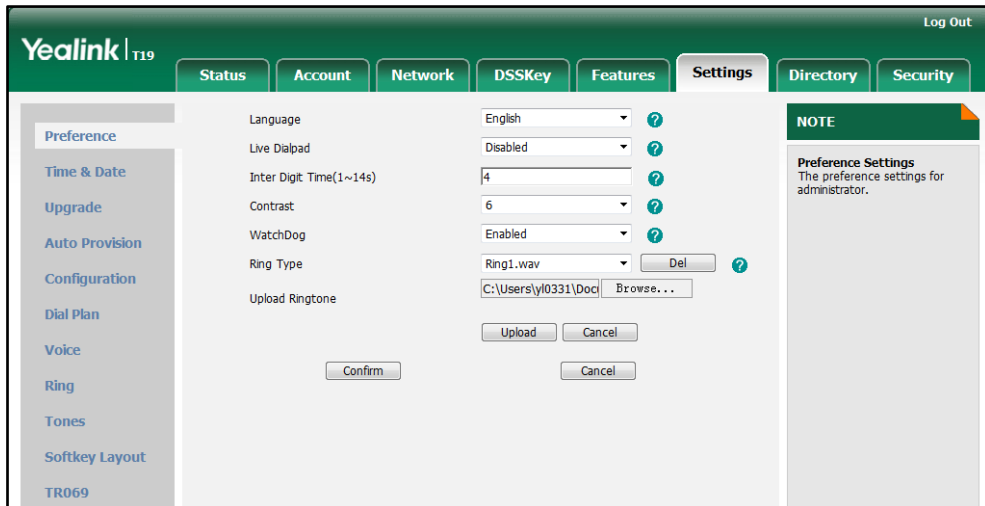 Log Out
Yealink T19
Status Account Network DSSKey Features Settings Directory Security
Preference
Time & Date
Upgrade
Auto Provision
Configuration
Dial Plan
Voice
Ring
Tones
Softkey Layout
TR069
Language English ?
Live Dialpad Disabled ?
Inter Digit Time(1~14s) 4 ?
Contrast 6 ?
WatchDog Enabled ?
Ring Type Ring1.wav Del ?
Upload Ringtone C:\Users\yl0331\Doc Browse...
Upload Cancel
Confirm Cancel
NOTE
Preference Settings
The preference settings for
administrator.